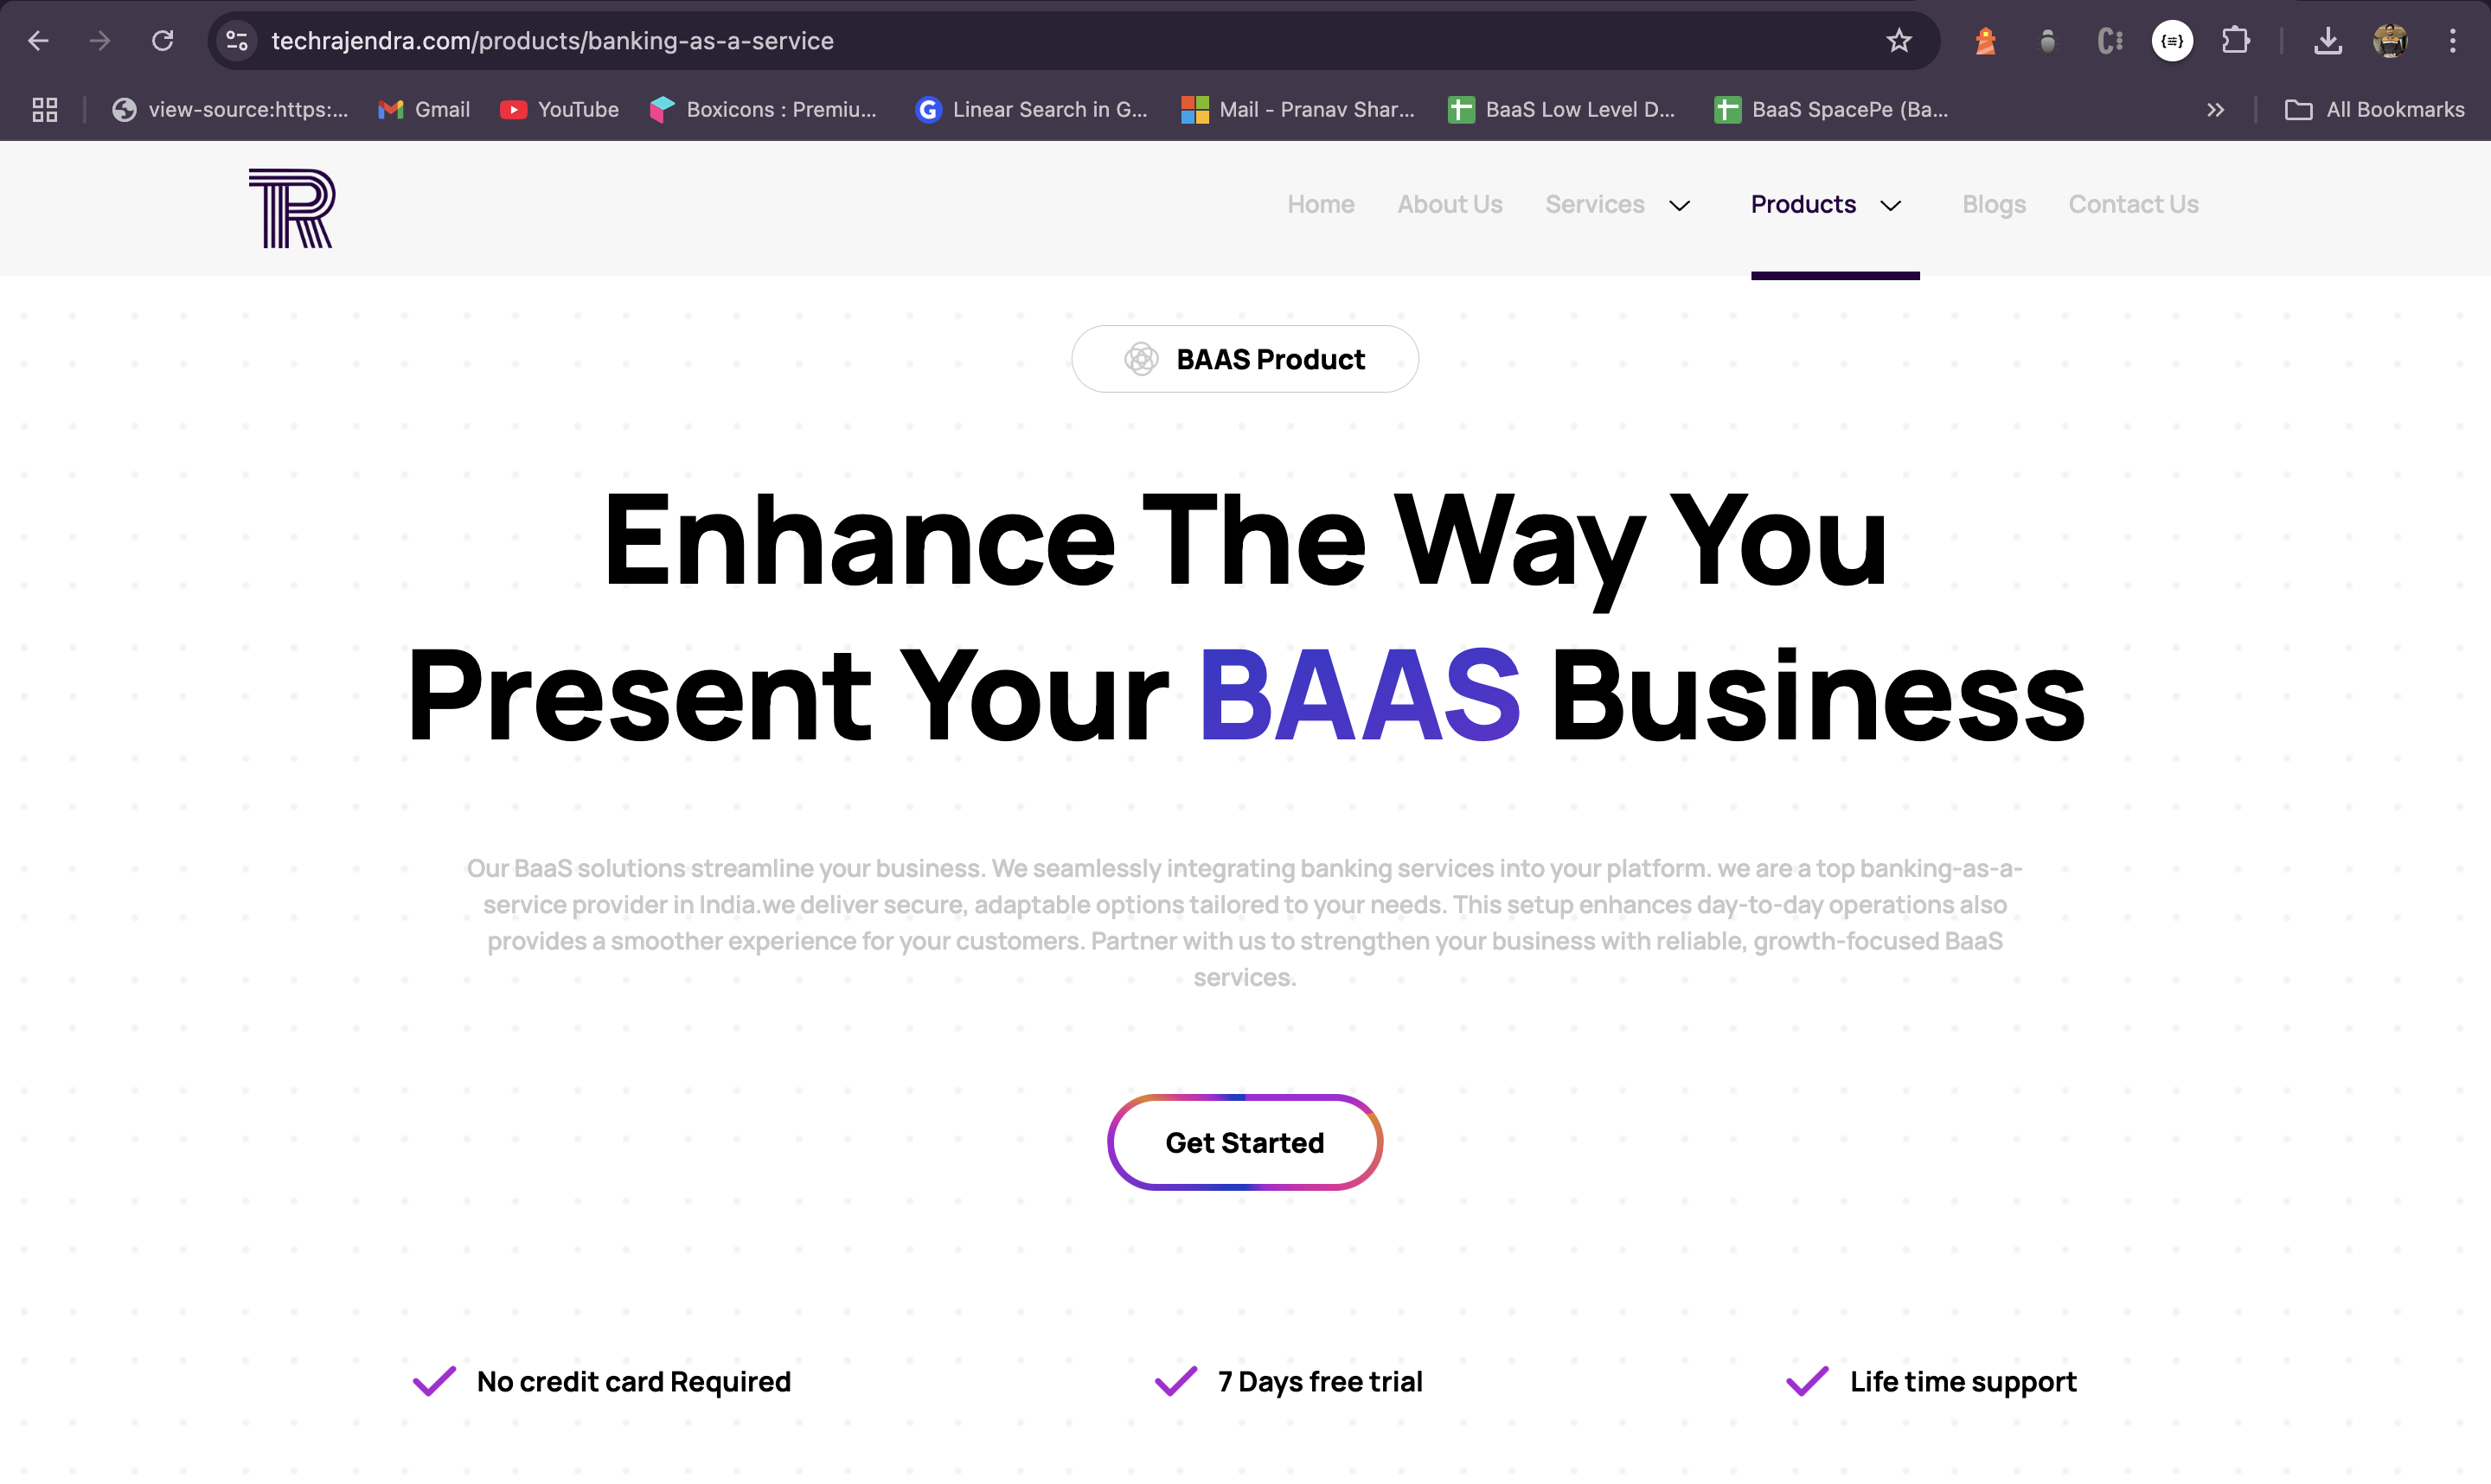 techrajendra.com/products/banking-as-a-service
view-source:https:...
Gmail
YouTube
Boxicons : Premiu...
Linear Search in G...
Mail - Pranav Shar...
BaaS Low Level D...
BaaS SpacePe (Ba...
All Bookmarks
Home
About Us
Services
Products
Blogs
Contact Us
BAAS Product
Enhance The Way You
Present Your BAAS Business
Our BaaS solutions streamline your business. We seamlessly integrating banking services into your platform. we are a top banking-as-a-
service provider in India.we deliver secure, adaptable options tailored to your needs. This setup enhances day-to-day operations also
provides a smoother experience for your customers. Partner with us to strengthen your business with reliable, growth-focused BaaS
services.
Get Started
No credit card Required
7 Days free trial
Life time support